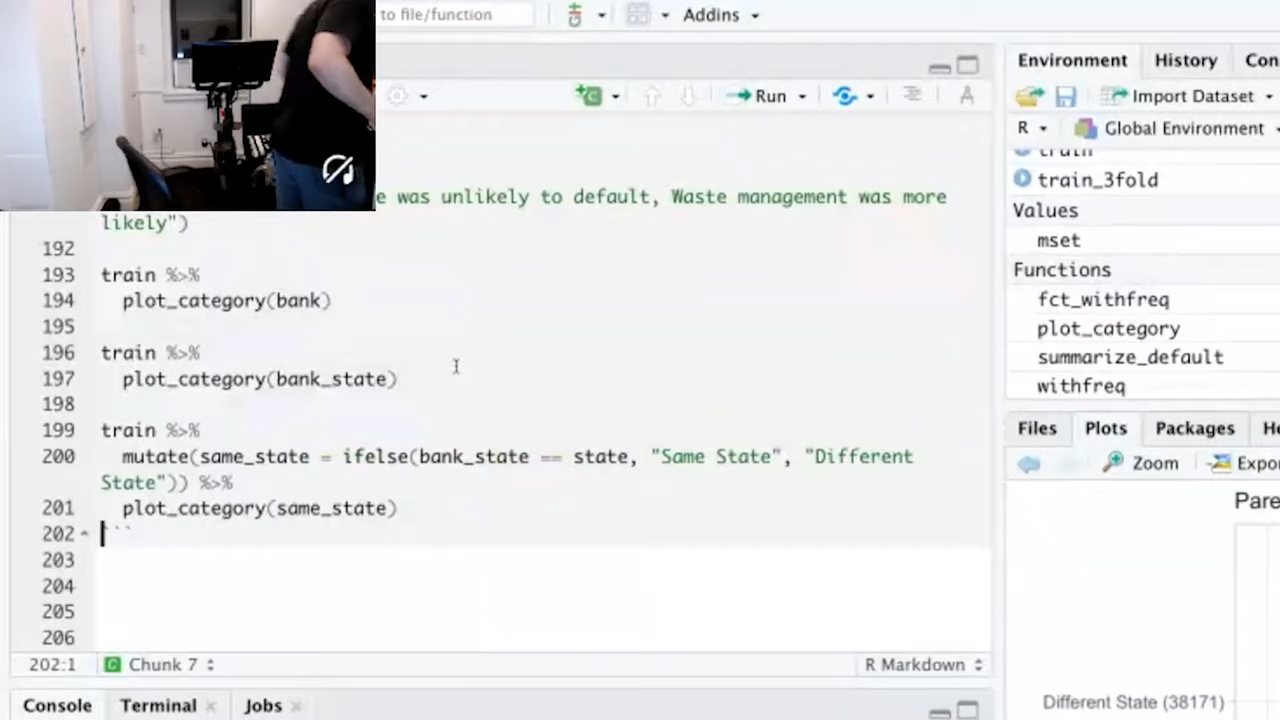 to file/function
Addins
Run
e was unlikely to default, Waste management was more
likely")
192
193 train %>%
194 plot_category(bank)
195
196 train %>%
197 plot_category(bank_state)
198
199 train %>%
200 mutate(same_state = ifelse(bank_state == state, "Same State", "Different
State")) %>%
201 plot_category(same_state)
202 ```
203
204
205
206
202:1 C Chunk 7 R Markdown
Console Terminal Jobs
Environment History Con
Import Dataset
R Global Environment
train
train_3fold
Values
mset
Functions
fct_withfreq
plot_category
summarize_default
withfreq
Files Plots Packages He
Zoom Expor
Pare
Different State (38171)